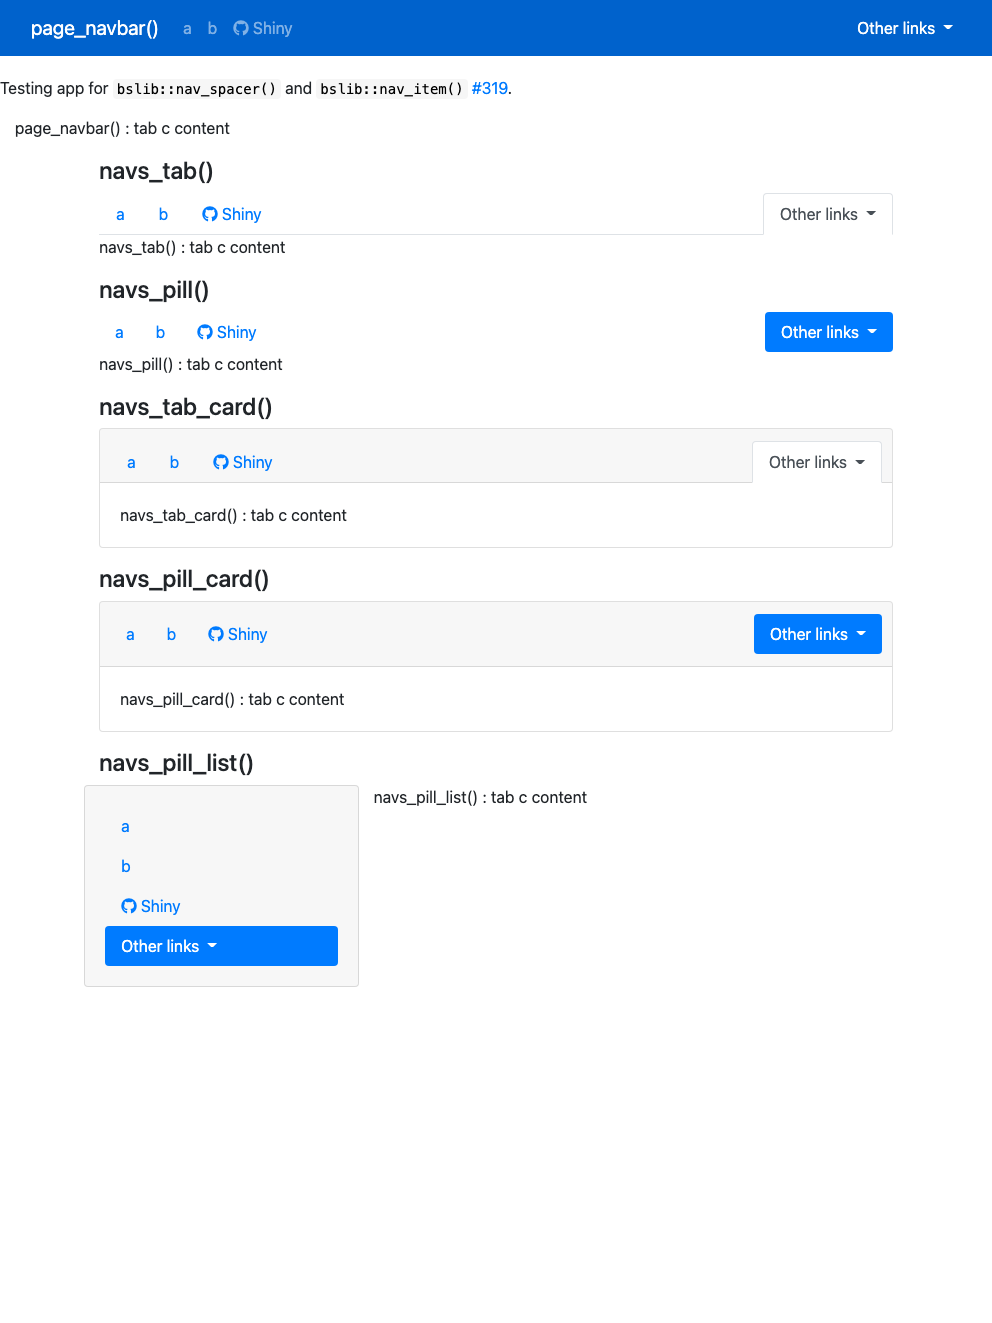 page_navbar() a b Shiny Other links
Testing app for bslib::nav_spacer() and bslib::nav_item() #319.
page_navbar() : tab c content
navs_tab()
a b Shiny Other links
navs_tab() : tab c content
navs_pill()
a b Shiny Other links
navs_pill() : tab c content
navs_tab_card()
a b Shiny Other links
navs_tab_card() : tab c content
navs_pill_card()
a b Shiny Other links
navs_pill_card() : tab c content
navs_pill_list()
a
b
Shiny
Other links
navs_pill_list() : tab c content